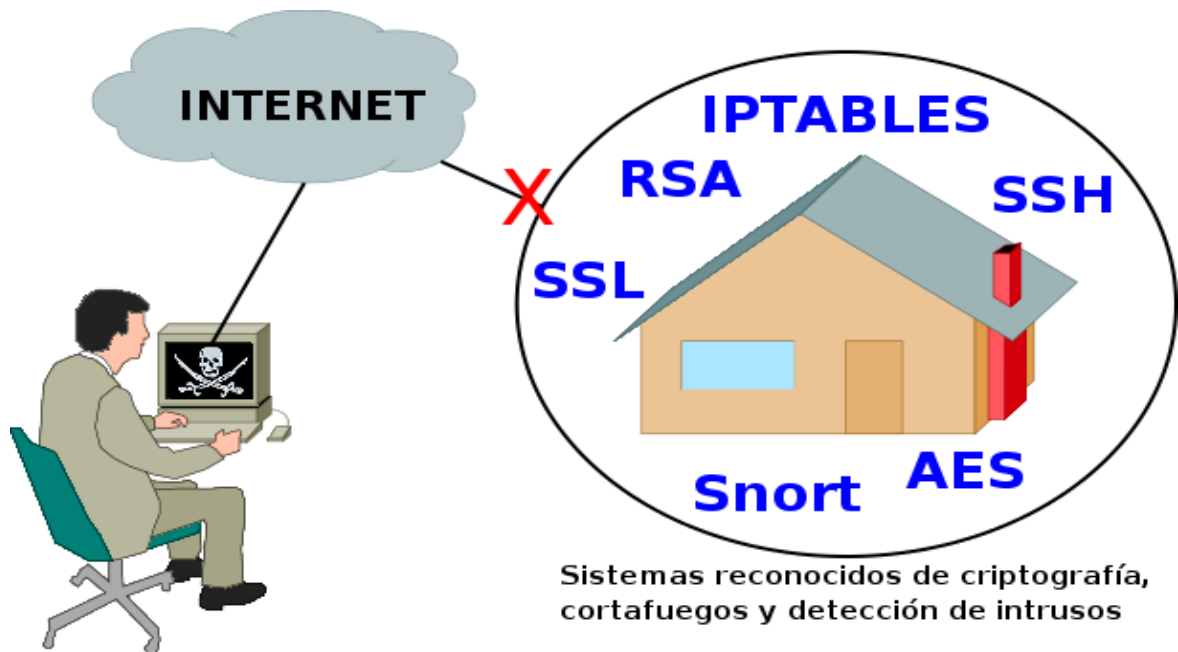 INTERNET
IPTABLES
RSA
SSH
SSL
AES
Snort
Sistemas reconocidos de criptografía,
cortafuegos y detección de intrusos